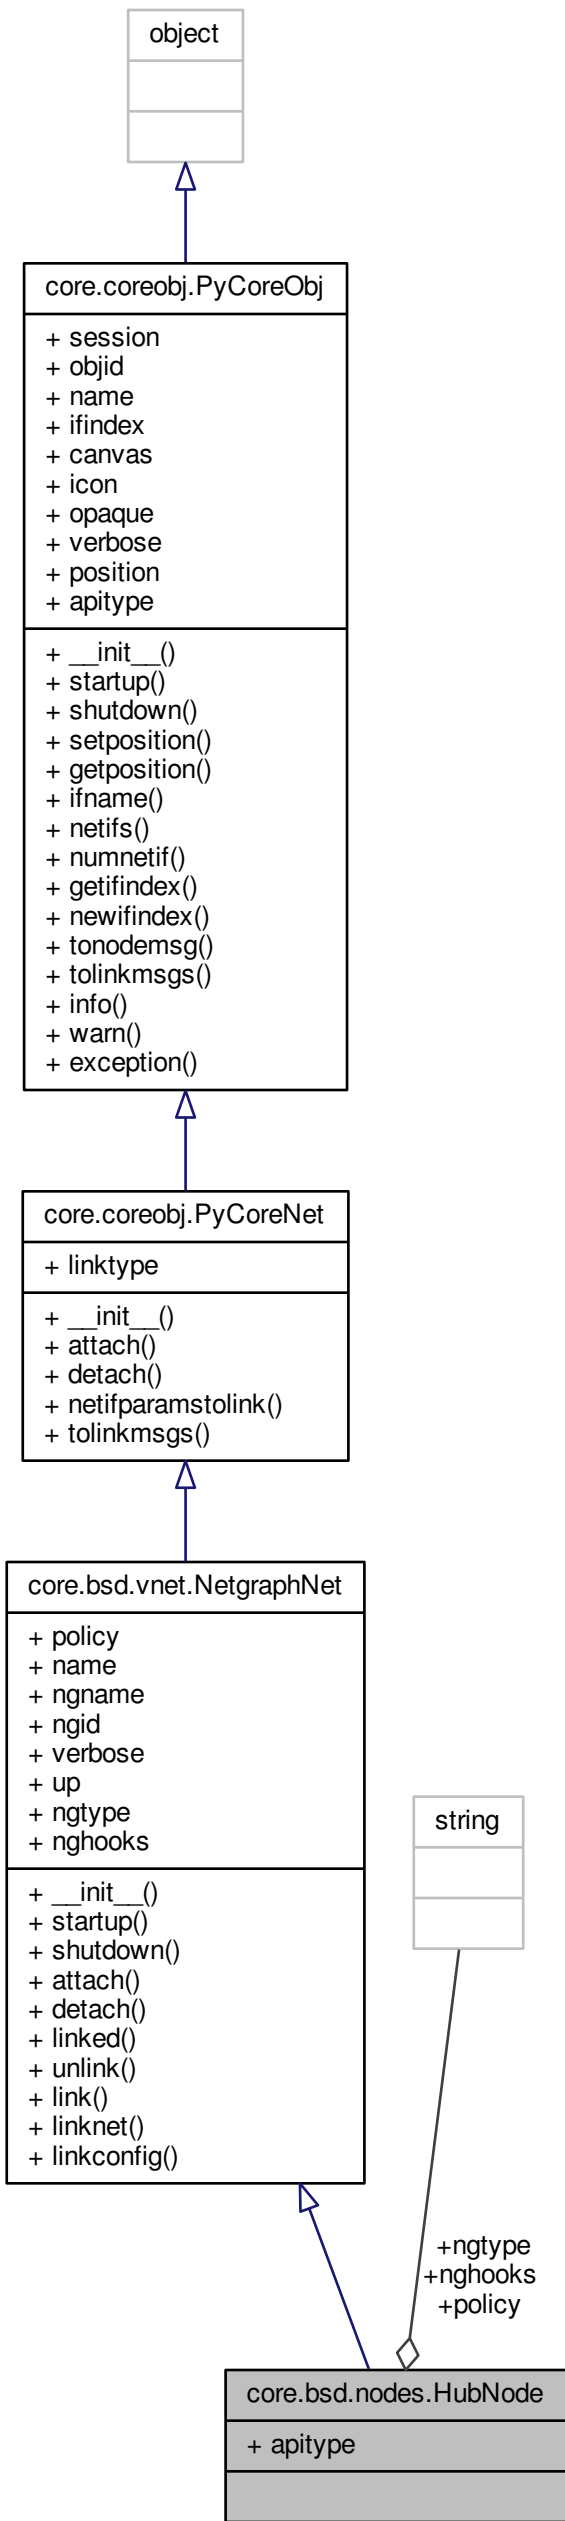 object
core.coreobj.PyCoreObj
+ session
+ objid
+ name
+ ifindex
+ canvas
+ icon
+ opaque
+ verbose
+ position
+ apitype
+ __init__()
+ startup()
+ shutdown()
+ setposition()
+ getposition()
+ ifname()
+ netifs()
+ numnetif()
+ getifindex()
+ newifindex()
+ tonodemsg()
+ tolinkmsgs()
+ info()
+ warn()
+ exception()
core.coreobj.PyCoreNet
+ linktype
+ __init__()
+ attach()
+ detach()
+ netifparamstolink()
+ tolinkmsgs()
core.bsd.vnet.NetgraphNet
+ policy
+ name
+ ngname
+ ngid
+ verbose
+ up
+ ngtype
+ nghooks
+ __init__()
+ startup()
+ shutdown()
+ attach()
+ detach()
+ linked()
+ unlink()
+ link()
+ linknet()
+ linkconfig()
string
+ngtype
+nghooks
+policy
core.bsd.nodes.HubNode
+ apitype